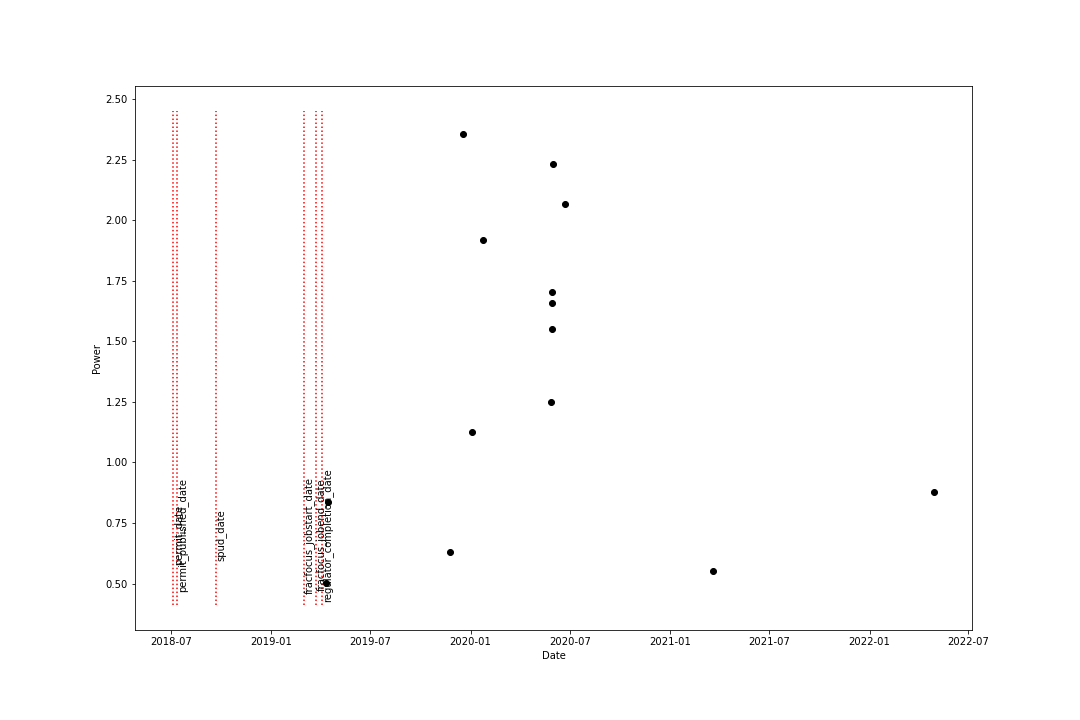 2.50
2.25
2.00
1.75
1.50
1.25
1.00
0.75
0.50
Power
permit_date
permit_published_date
spud_date
fracfocus_jobstart_date
fracfocus_jobend_date
regulator_completion_date
2018-07
2019-01
2019-07
2020-01
2020-07
2021-01
2021-07
2022-01
2022-07
Date